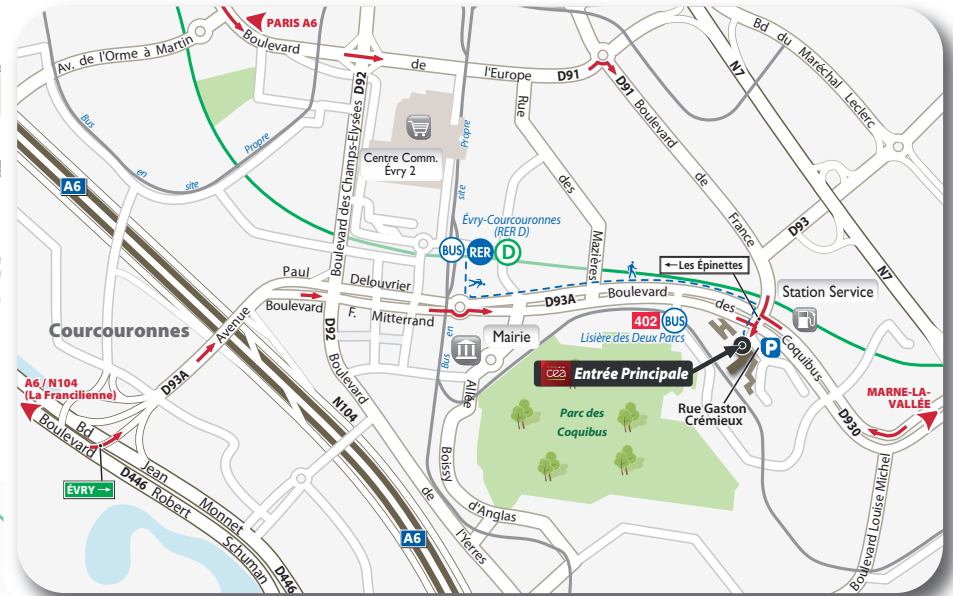 PARIS A6
Boulevard
de
l'Europe
D91
Av. de l'Orme à Martin
Bd du Maréchal Leclerc
N7
D92
Boulevard des Champs-Elysées
Rue
des
Mazières
D91
Boulevard
de
France
Bus
en
site
Propre
Propre
site
en
Bus
A6
Centre Comm.
Évry 2
Évry-Courcouronnes
(RER D)
BUS
RER
D
D93
N7
←Les Épinettes
Station Service
Paul
Delouvrier
Boulevard
F.
Mitterrand
D93A
Boulevard
des
Coquibus
402
BUS
Lisière des Deux Parcs
Courcouronnes
Avenue
D93A
D92
Boulevard
N104
de
l'Yerres
Mairie
P
cea
Entrée Principale
Rue Gaston
Crémieux
A6 / N104
(La Francilienne)
MARNE-LA-
VALLÉE
D930
Parc des
Coquibus
Allée
Boissy
d'Anglas
Bd
Jean
Monnet
Boulevard
D446
Robert
Schuman
D446
ÉVRY →
A6
Boulevard Louise Michel